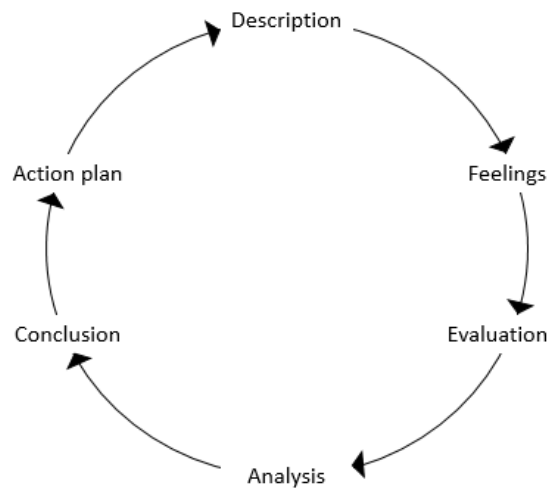 Description
Feelings
Evaluation
Analysis
Conclusion
Action plan